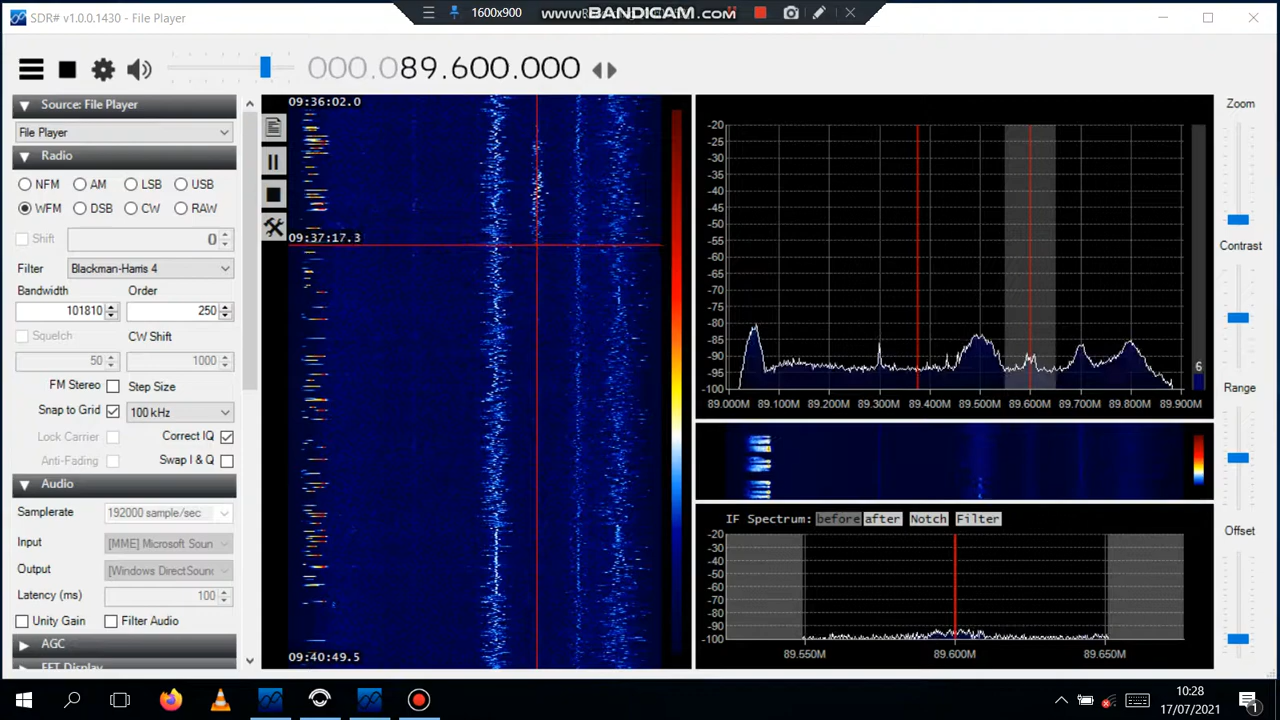 SDR# v1.0.0.1430 - File Player
1600x900
www.BANDICAM.com
000.089.600.000
Source: File Player
File Player
Radio
NFM AM LSB USB
WFM DSB CW RAW
Shift 0
Filter Blackman-Harris 4
Bandwidth Order
101810 250
Squelch CW Shift
50 1000
FM Stereo Step Size
Snap to Grid 100 kHz
Lock Carrier Correct IQ
Anti-Fading Swap I & Q
Audio
Samplerate 192000 sample/sec
Input [MME] Microsoft Soun
Output [Windows DirectSound
Latency (ms) 100
Unity Gain Filter Audio
AGC
FFT Display
09:36:02.0
09:37:17.3
09:40:49.5
-20
-25
-30
-35
-40
-45
-50
-55
-60
-65
-70
-75
-80
-85
-90
-95
-100
6
89.000M 89.100M 89.200M 89.300M 89.400M 89.500M 89.600M 89.700M 89.800M 89.900M
IF Spectrum: before after Notch Filter
-20
-30
-40
-50
-60
-70
-80
-90
-100
89.550M 89.600M 89.650M
Zoom
Contrast
Range
Offset
10:28
17/07/2021
1